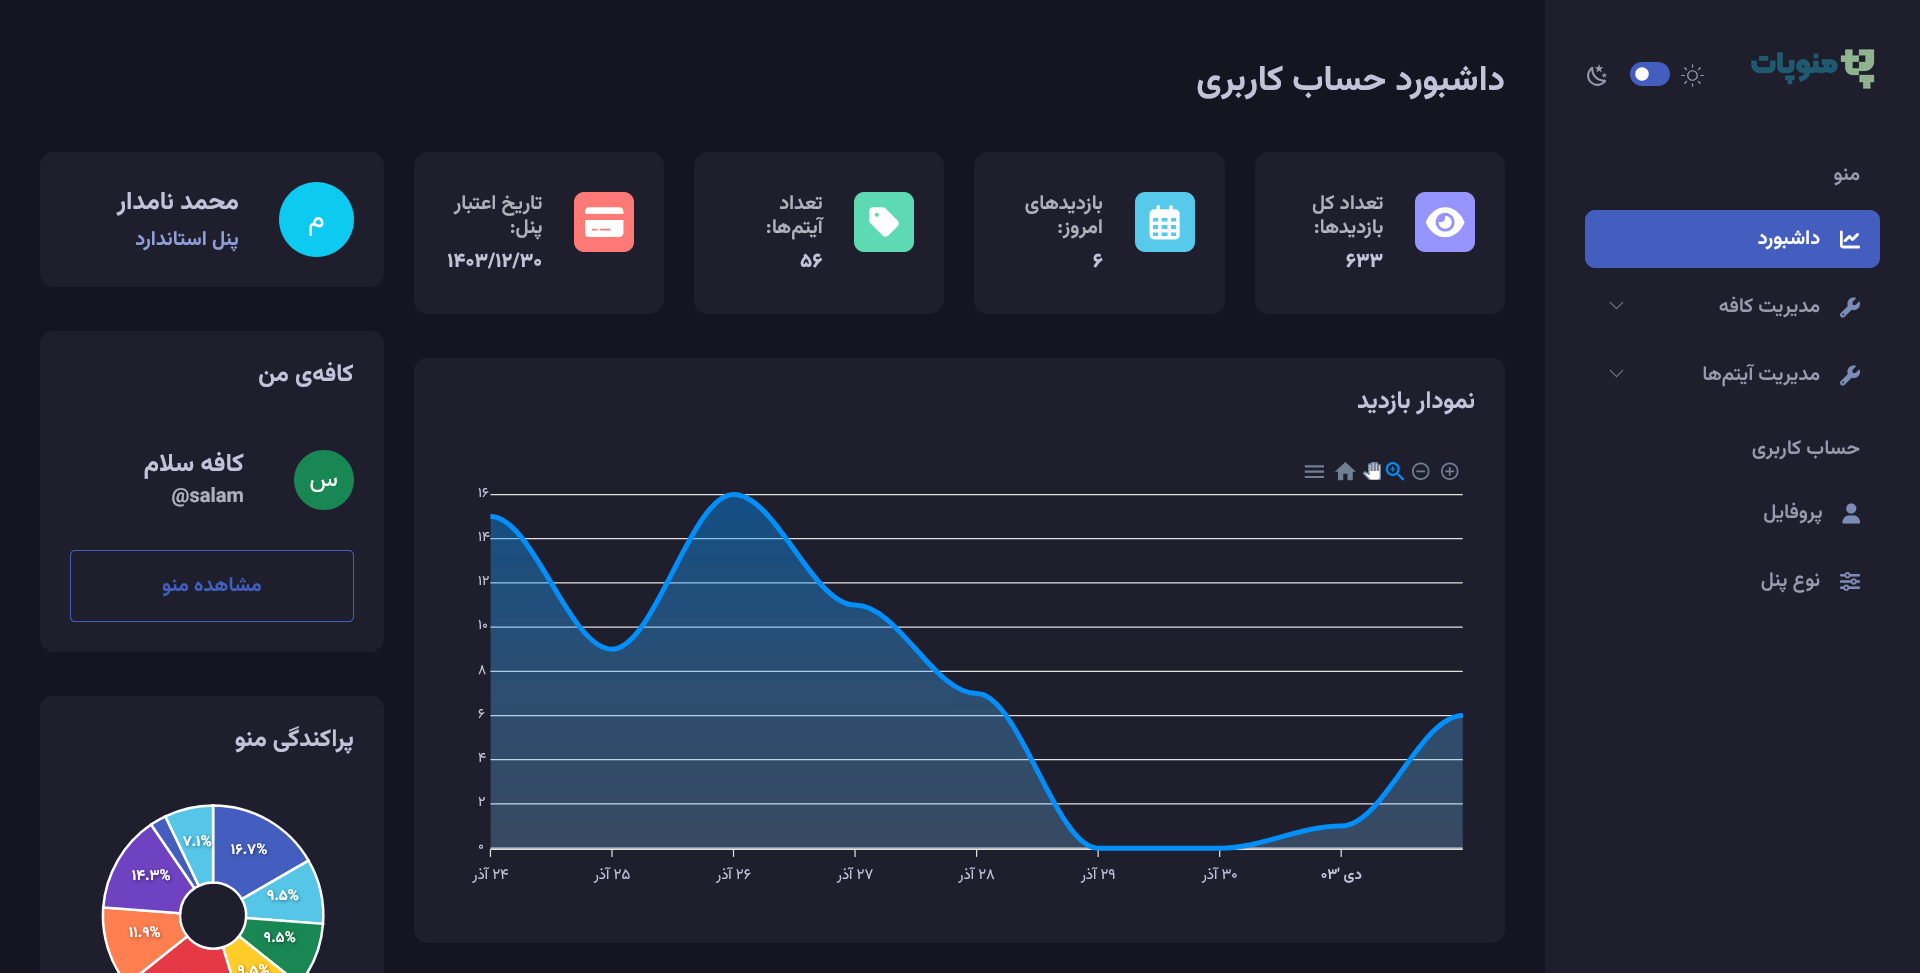 منوپات
منو
داشبورد
مدیریت کافه
مدیریت آیتم‌ها
حساب کاربری
پروفایل
نوع پنل
داشبورد حساب کاربری
تعداد کل
بازدیدها:
۶۳۳
بازدیدهای
امروز:
۶
تعداد
آیتم‌ها:
۵۶
تاریخ اعتبار
پنل:
۱۴۰۳/۱۲/۳۰
نمودار بازدید
۱۶
۱۴
۱۲
۱۰
۸
۶
۴
۲
۰
۲۴ آذر
۲۵ آذر
۲۶ آذر
۲۷ آذر
۲۸ آذر
۲۹ آذر
۳۰ آذر
دی '۰۳
م
محمد نامدار
پنل استاندارد
کافه‌ی من
س
کافه سلام
@salam
مشاهده منو
پراکندگی منو
۷.۱%
۱۶.۷%
۱۴.۳%
۹.۵%
۱۱.۹%
۹.۵%
۹.۵%